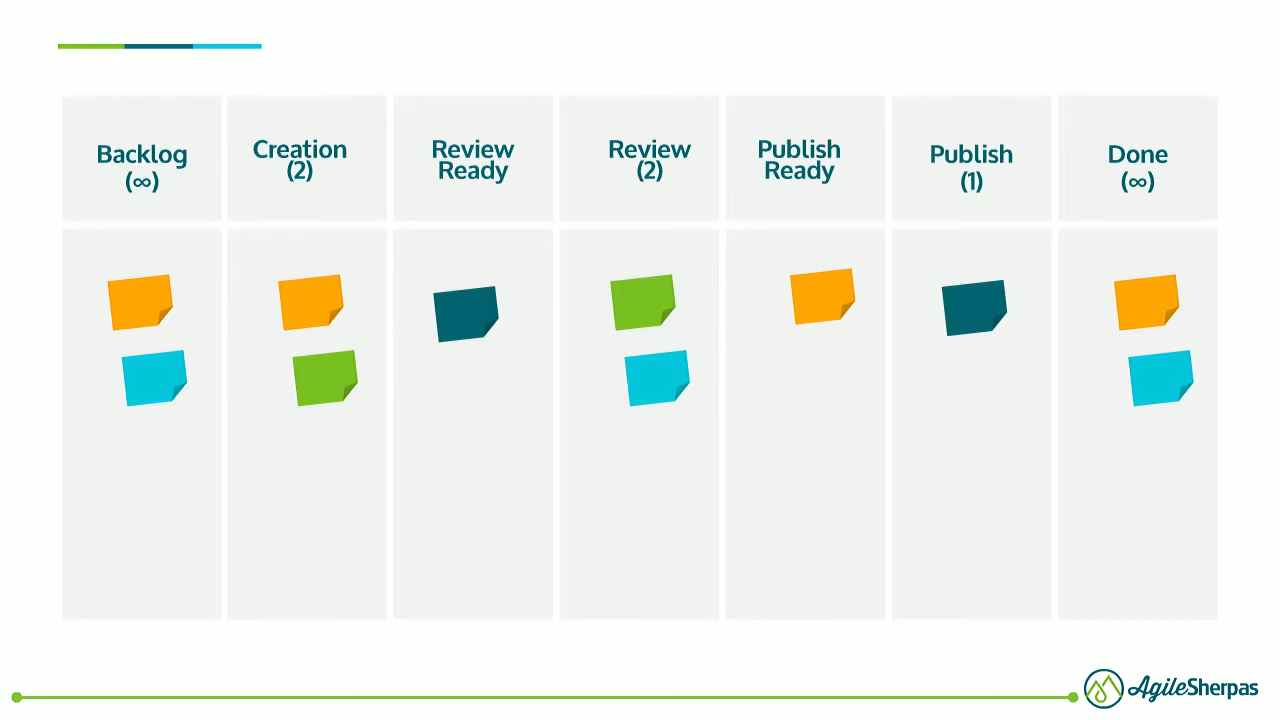 Backlog
(∞)
Creation
(2)
Review
Ready
Review
(2)
Publish
Ready
Publish
(1)
Done
(∞)
AgileSherpas